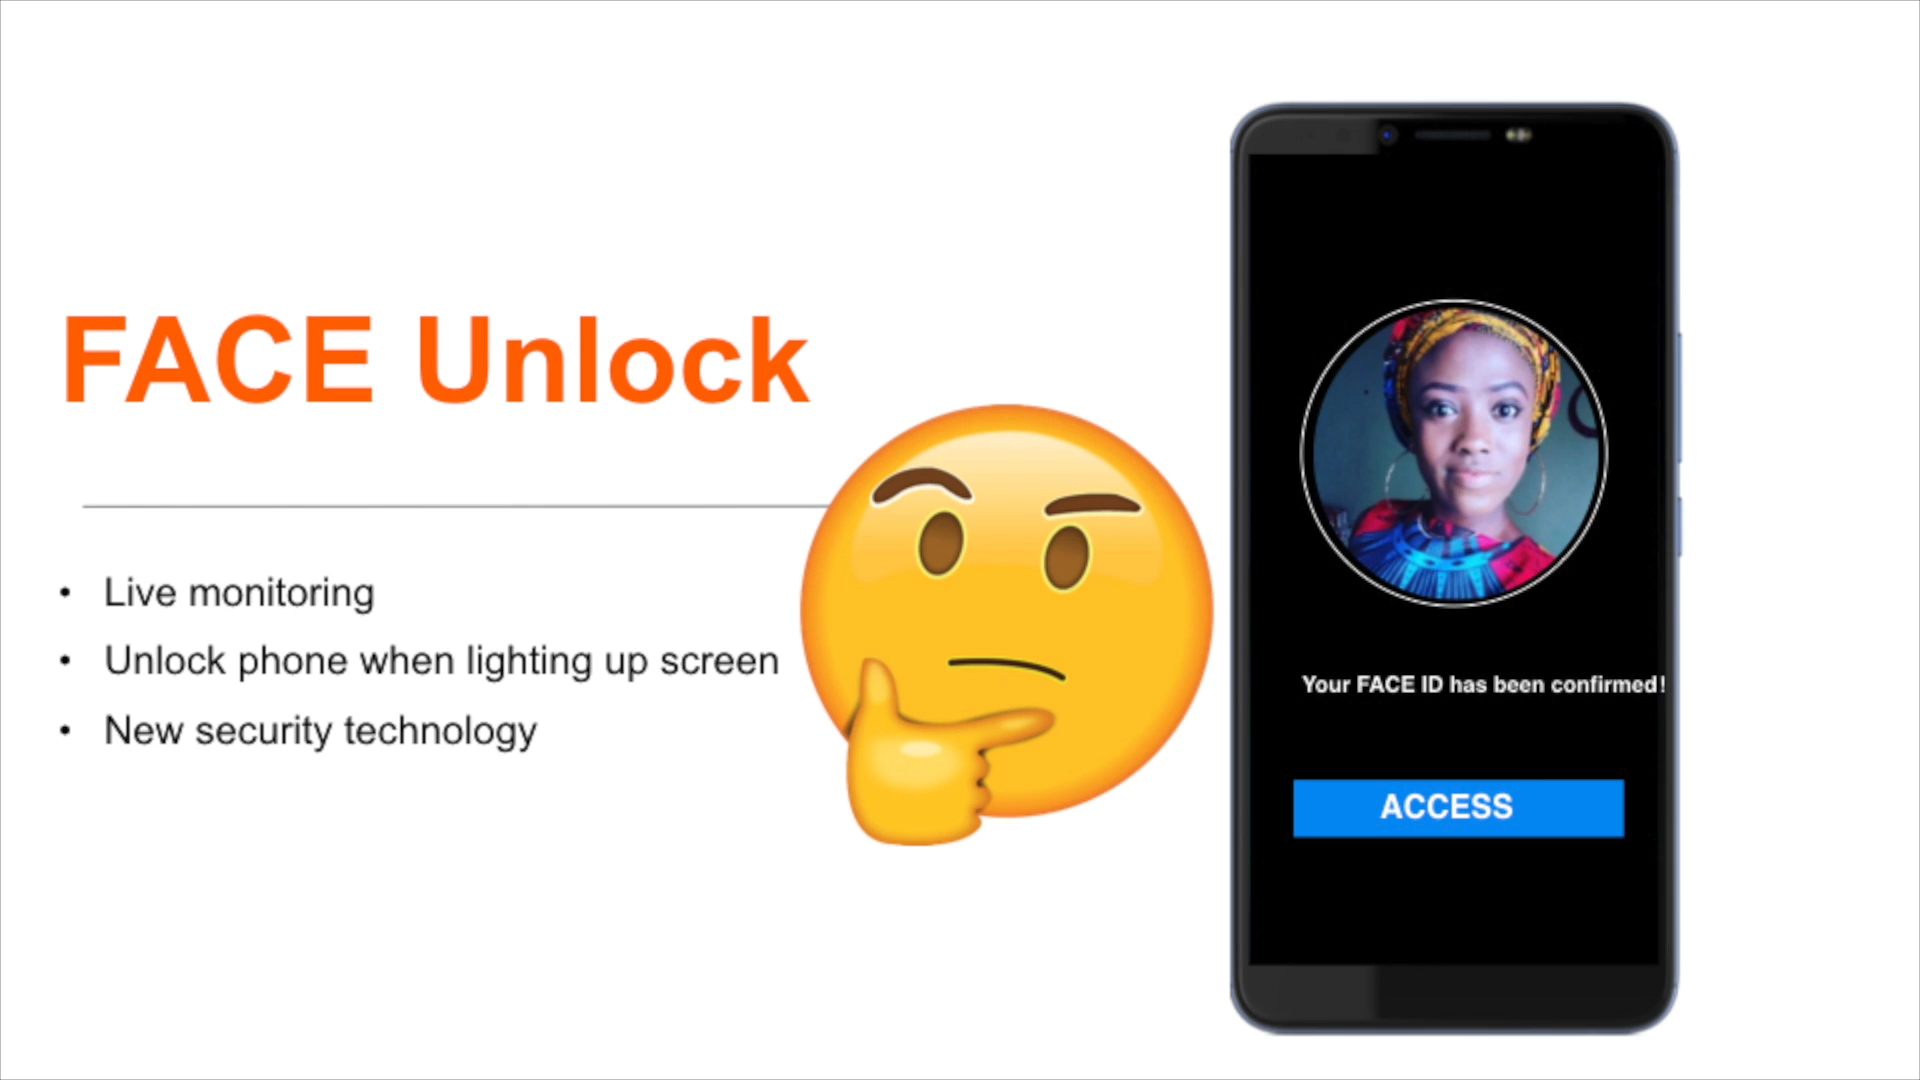 FACE Unlock
• Live monitoring
• Unlock phone when lighting up screen
• New security technology
Your FACE ID has been confirmed!
ACCESS